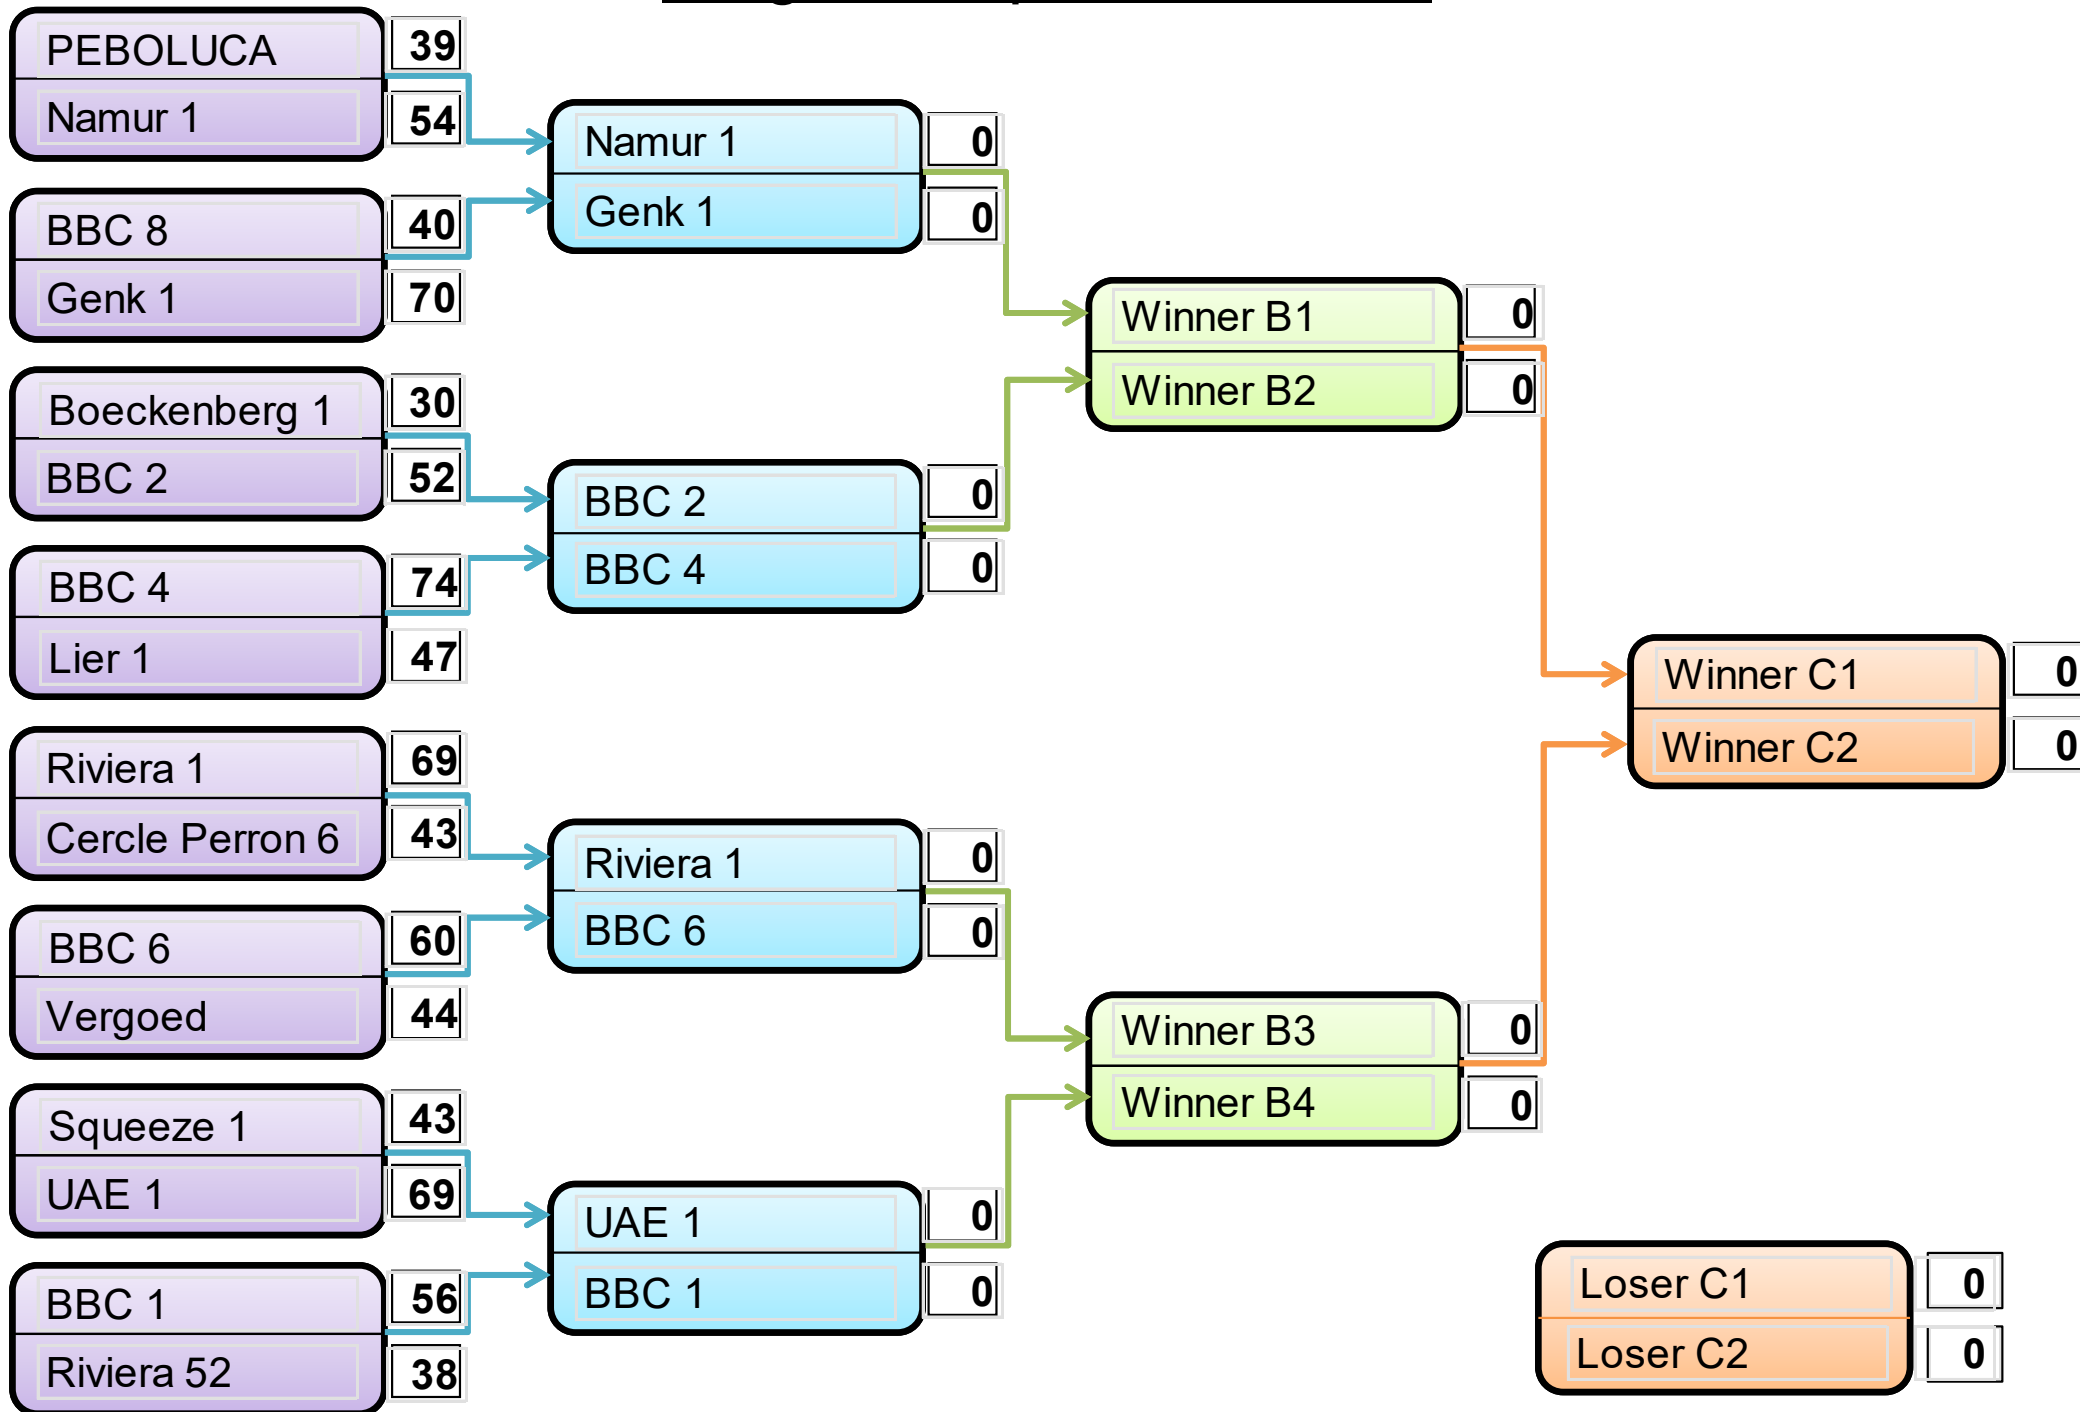 PEBOLUCA 39
Namur 1 54
BBC 8 40
Genk 1 70
Boeckenberg 1 30
BBC 2 52
BBC 4 74
Lier 1 47
Riviera 1 69
Cercle Perron 6 43
BBC 6 60
Vergoed 44
Squeeze 1 43
UAE 1 69
BBC 1 56
Riviera 52 38
Namur 1 0
Genk 1 0
BBC 2 0
BBC 4 0
Riviera 1 0
BBC 6 0
UAE 1 0
BBC 1 0
Winner B1 0
Winner B2 0
Winner B3 0
Winner B4 0
Winner C1 0
Winner C2 0
Loser C1 0
Loser C2 0